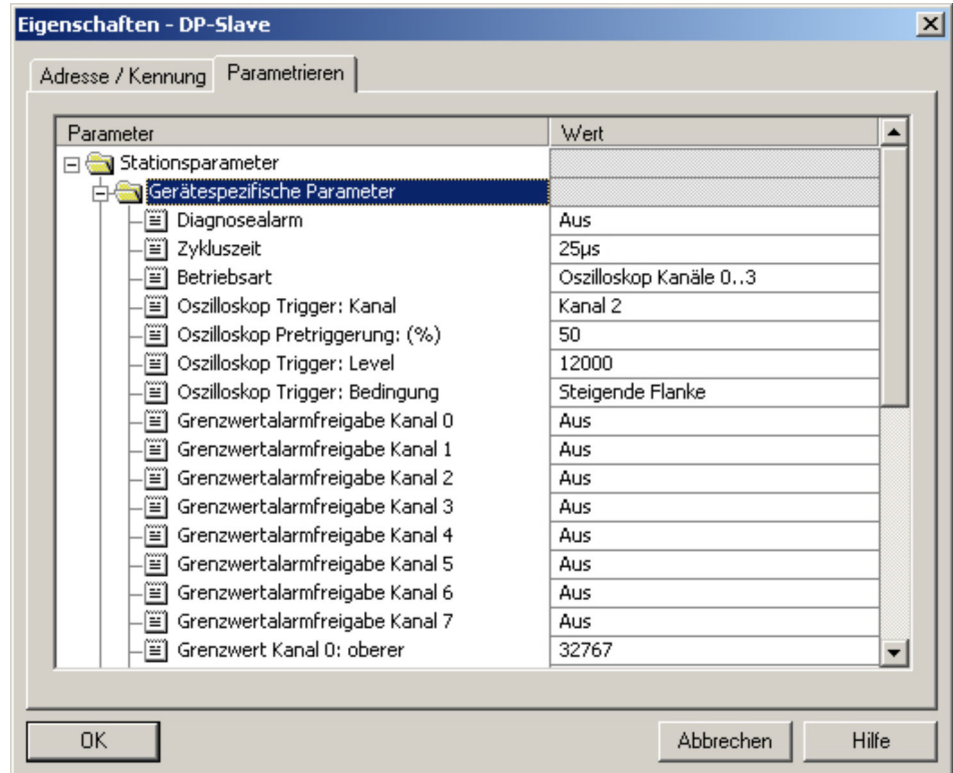 Eigenschaften - DP-Slave
Adresse / Kennung Parametrieren
Parameter Wert
Stationsparameter
Gerätespezifische Parameter
Diagnosealarm Aus
Zykluszeit 25µs
Betriebsart Oszilloskop Kanäle 0..3
Oszilloskop Trigger: Kanal Kanal 2
Oszilloskop Pretriggerung: (%) 50
Oszilloskop Trigger: Level 12000
Oszilloskop Trigger: Bedingung Steigende Flanke
Grenzwertalarmfreigabe Kanal 0 Aus
Grenzwertalarmfreigabe Kanal 1 Aus
Grenzwertalarmfreigabe Kanal 2 Aus
Grenzwertalarmfreigabe Kanal 3 Aus
Grenzwertalarmfreigabe Kanal 4 Aus
Grenzwertalarmfreigabe Kanal 5 Aus
Grenzwertalarmfreigabe Kanal 6 Aus
Grenzwertalarmfreigabe Kanal 7 Aus
Grenzwert Kanal 0: oberer 32767
OK Abbrechen Hilfe